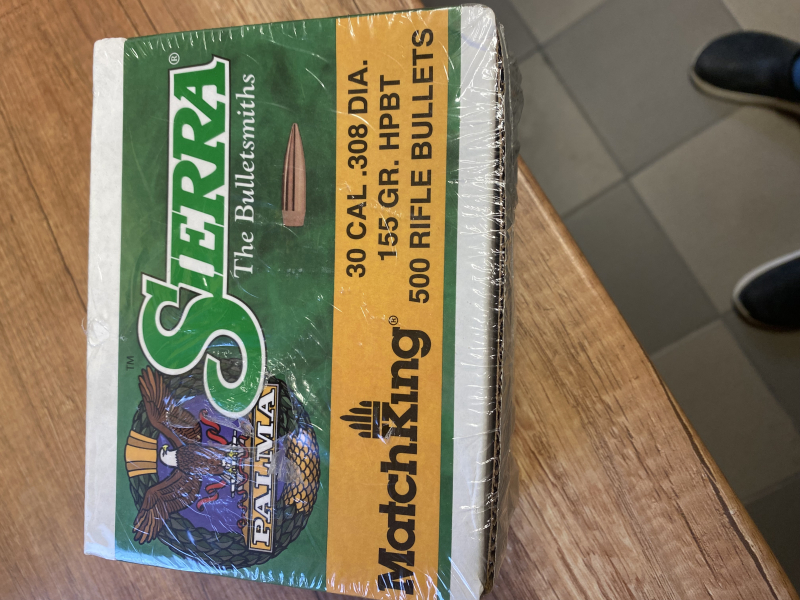 SIERRA®
The Bulletsmiths
TM
PALMA
MatchKing®
30 CAL .308 DIA.
155 GR. HPBT
500 RIFLE BULLETS